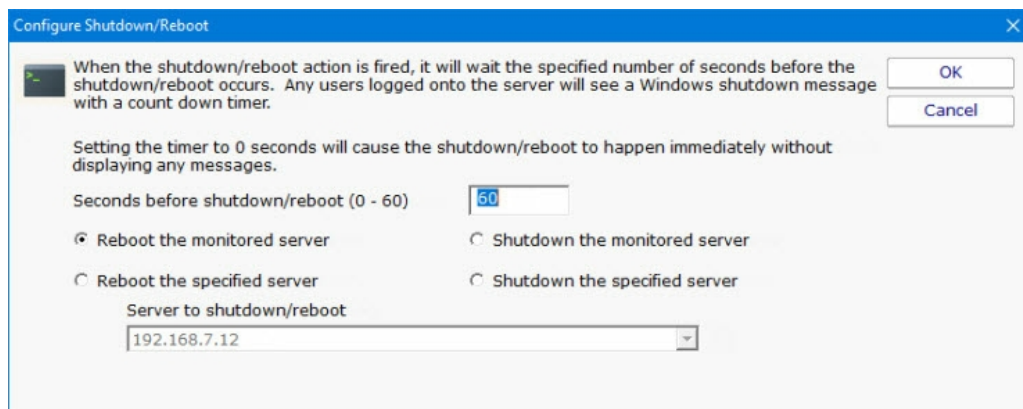 Configure Shutdown/Reboot
When the shutdown/reboot action is fired, it will wait the specified number of seconds before the
shutdown/reboot occurs. Any users logged onto the server will see a Windows shutdown message
with a count down timer.
OK
Cancel
Setting the timer to 0 seconds will cause the shutdown/reboot to happen immediately without
displaying any messages.
Seconds before shutdown/reboot (0 - 60) 60
Reboot the monitored server Shutdown the monitored server
Reboot the specified server Shutdown the specified server
Server to shutdown/reboot
192.168.7.12